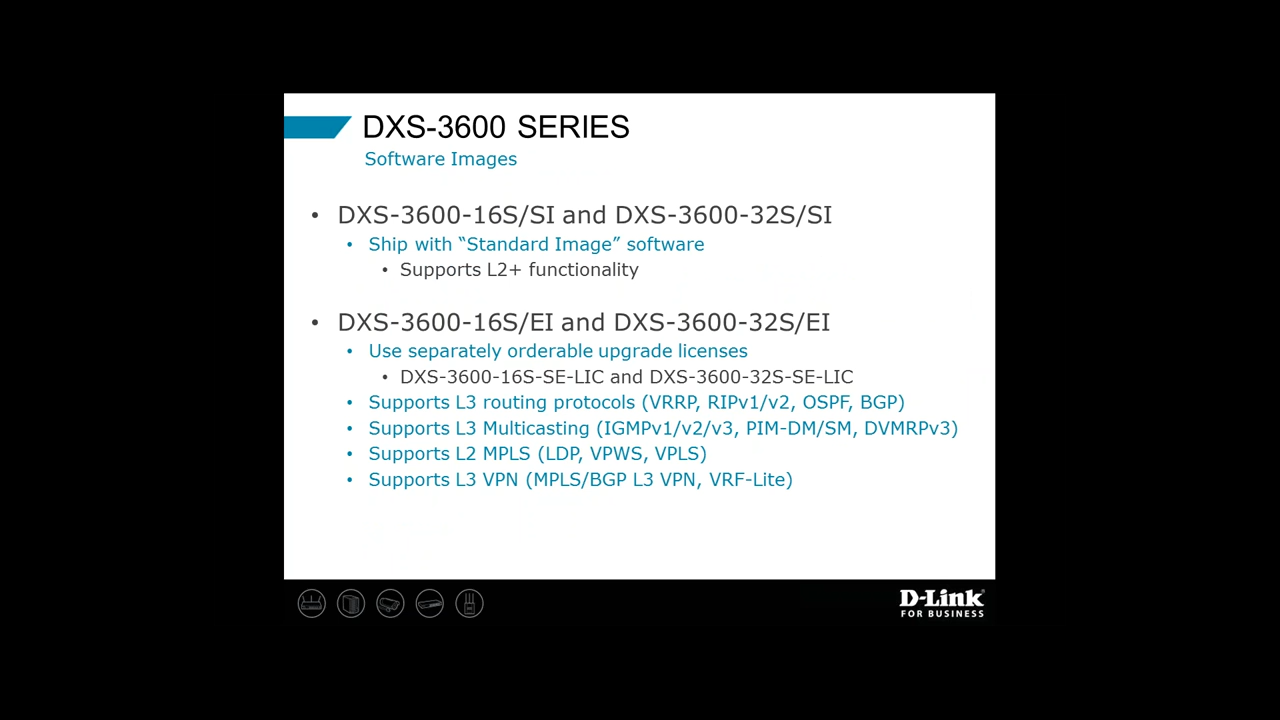 DXS-3600 SERIES
Software Images
• DXS-3600-16S/SI and DXS-3600-32S/SI
• Ship with “Standard Image” software
• Supports L2+ functionality
• DXS-3600-16S/EI and DXS-3600-32S/EI
• Use separately orderable upgrade licenses
• DXS-3600-16S-SE-LIC and DXS-3600-32S-SE-LIC
• Supports L3 routing protocols (VRRP, RIPv1/v2, OSPF, BGP)
• Supports L3 Multicasting (IGMPv1/v2/v3, PIM-DM/SM, DVMRPv3)
• Supports L2 MPLS (LDP, VPWS, VPLS)
• Supports L3 VPN (MPLS/BGP L3 VPN, VRF-Lite)
D-Link
FOR BUSINESS